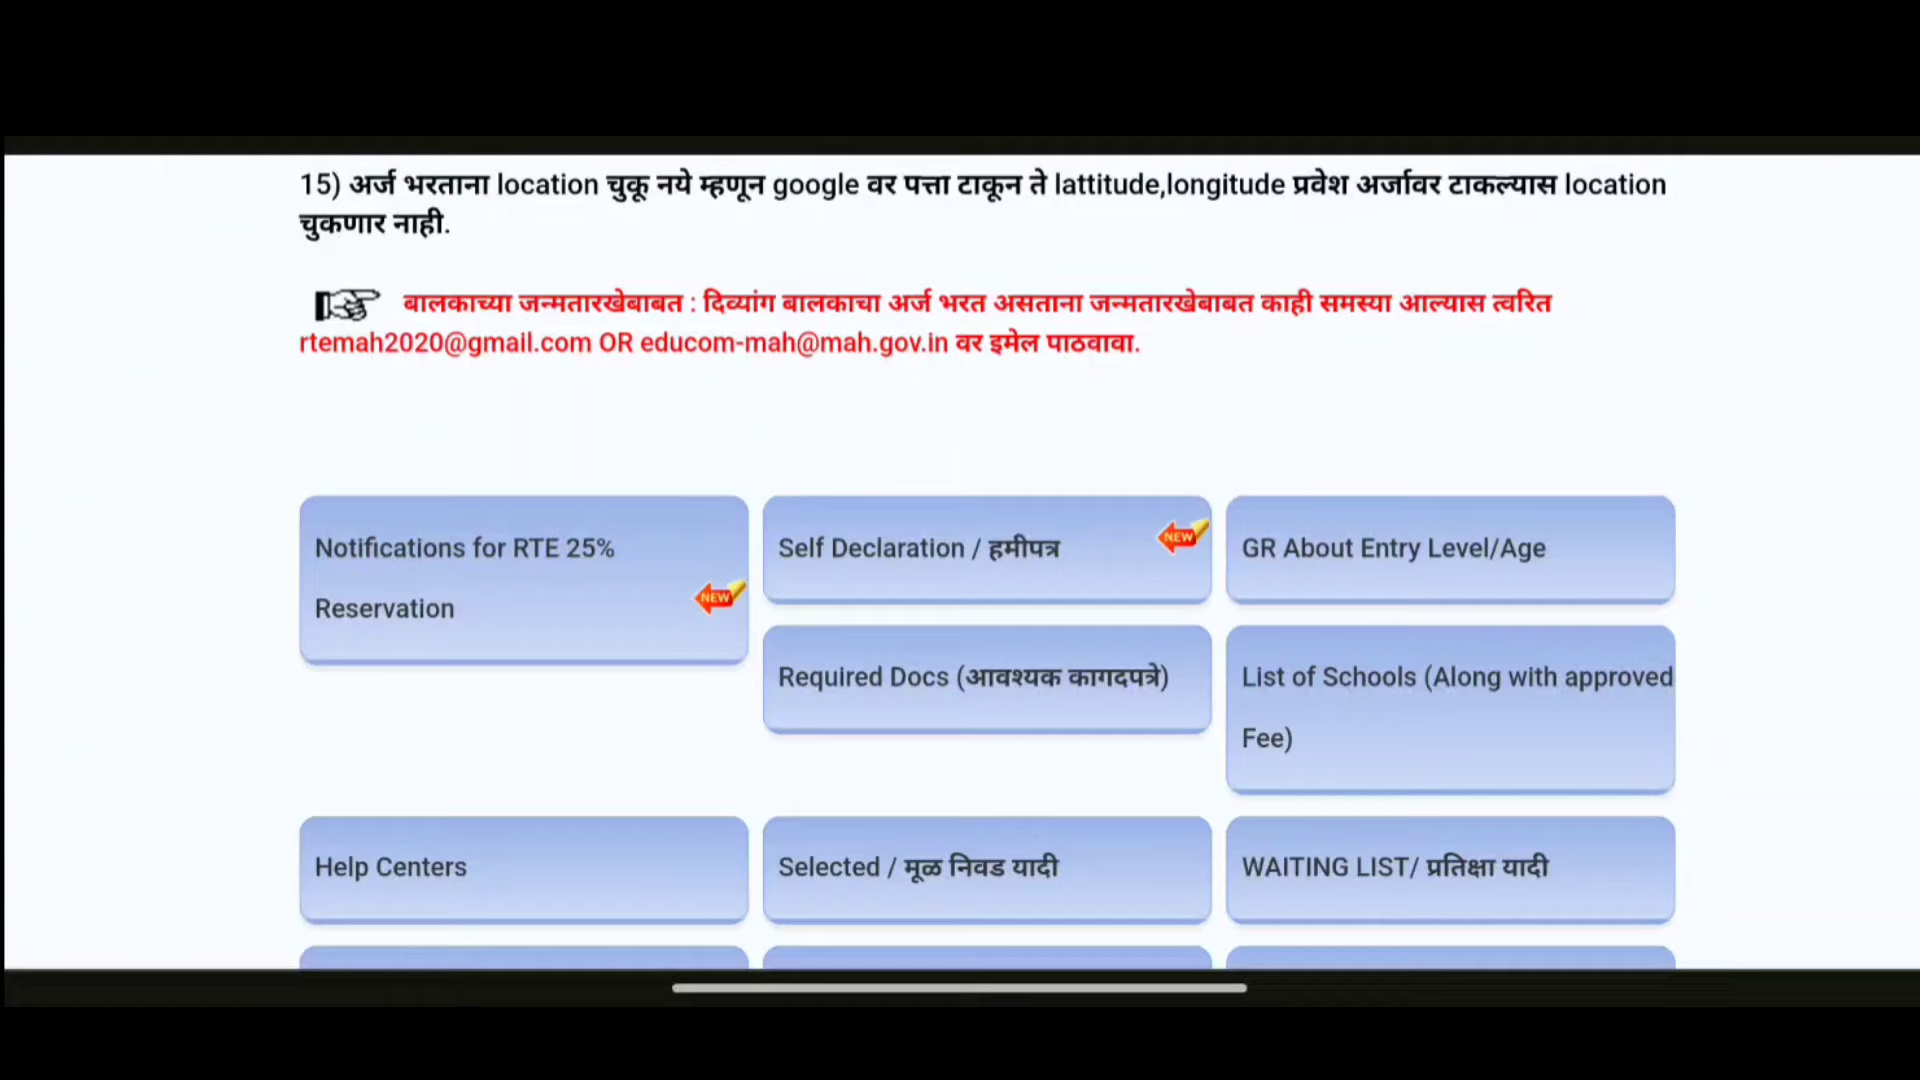 15) अर्ज भरताना location चुकू नये म्हणून google वर पत्ता टाकून ते lattitude,longitude प्रवेश अर्जावर टाकल्यास location
चुकणार नाही.
बालकाच्या जन्मतारखेबाबत : दिव्यांग बालकाचा अर्ज भरत असताना जन्मतारखेबाबत काही समस्या आल्यास त्वरित
rtemah2020@gmail.com OR educom-mah@mah.gov.in वर इमेल पाठवावा.
Notifications for RTE 25%
Reservation
NEW
Self Declaration / हमीपत्र
NEW
GR About Entry Level/Age
Required Docs (आवश्यक कागदपत्रे)
List of Schools (Along with approved
Fee)
Help Centers
Selected / मूळ निवड यादी
WAITING LIST/ प्रतिक्षा यादी